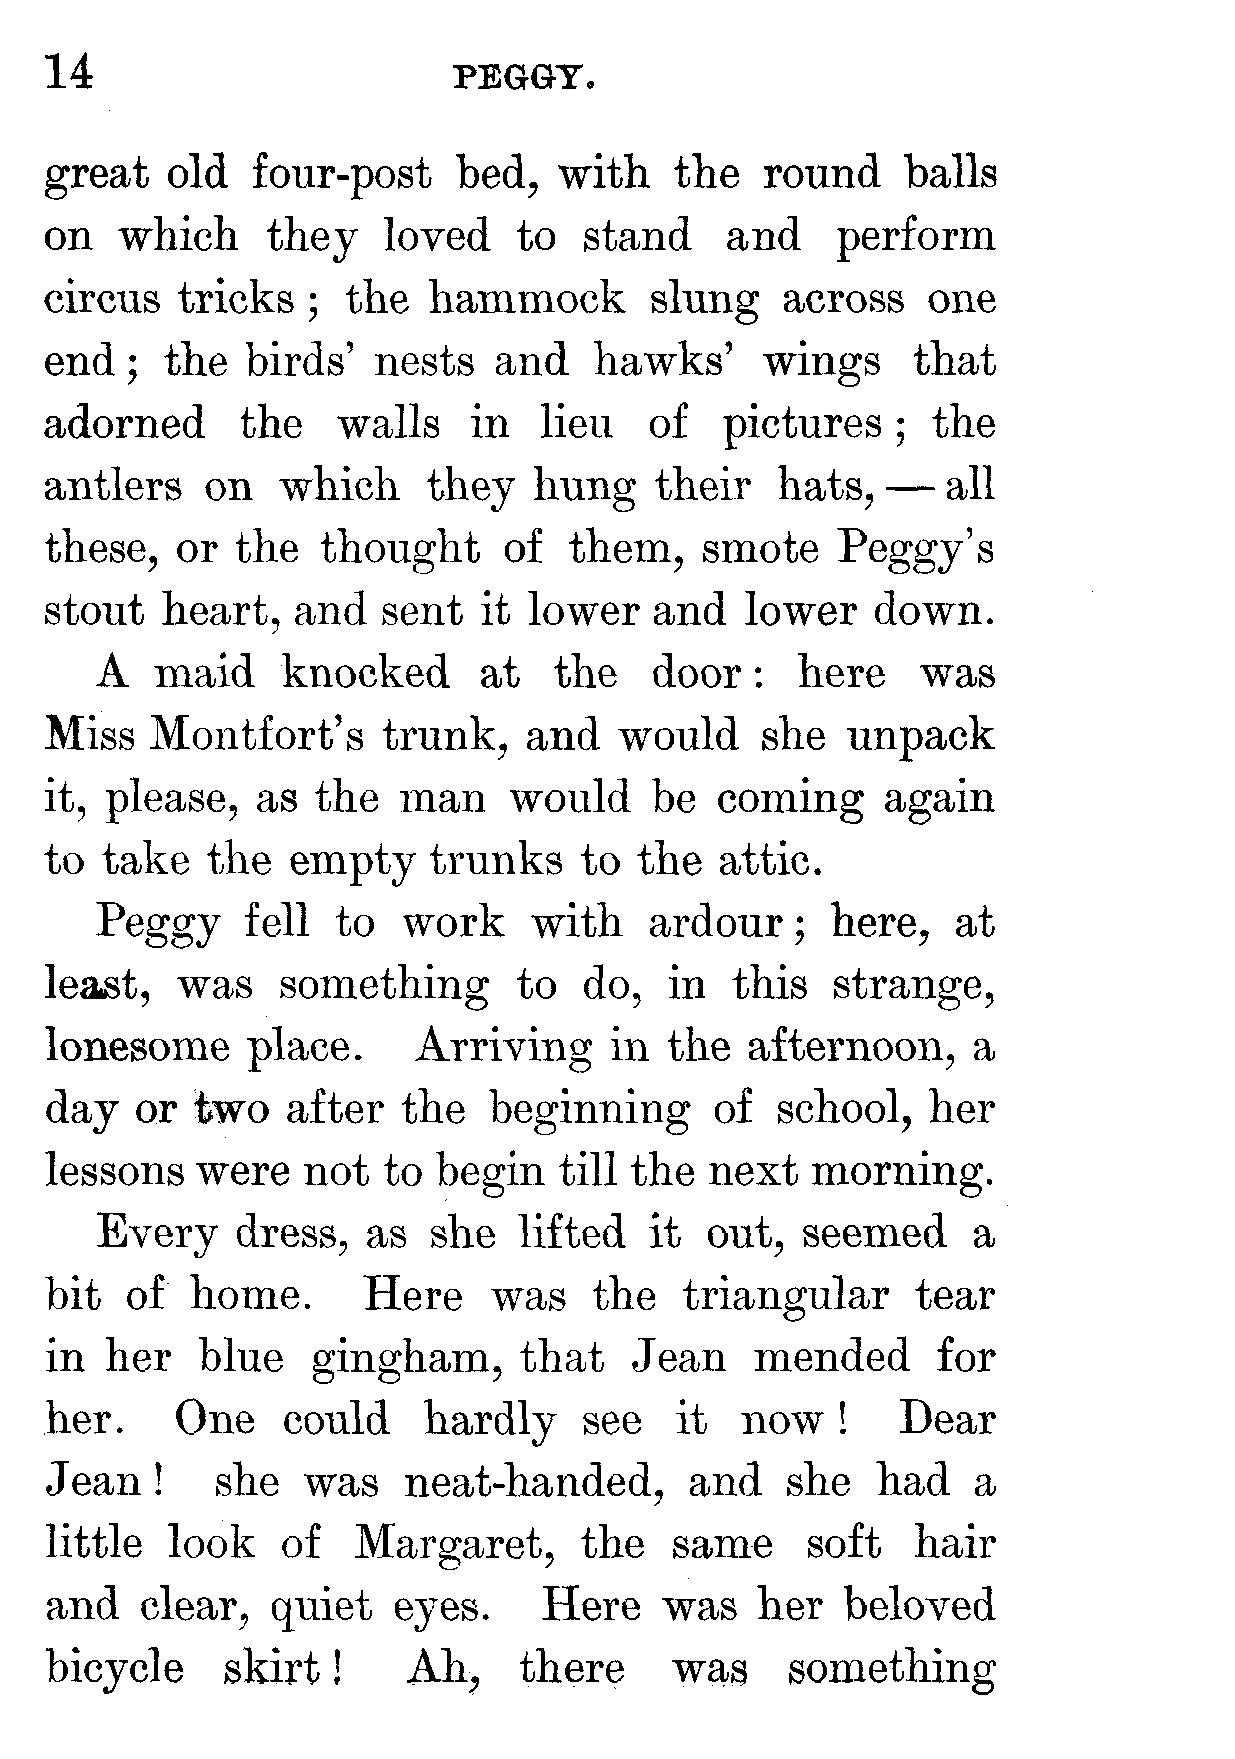 14 PEGGY.
great old four-post bed, with the round balls
on which they loved to stand and perform
circus tricks ; the hammock slung across one
end ; the birds' nests and hawks' wings that
adorned the walls in lieu of pictures ; the
antlers on which they hung their hats, — all
these, or the thought of them, smote Peggy's
stout heart, and sent it lower and lower down.
A maid knocked at the door : here was
Miss Montfort's trunk, and would she unpack
it, please, as the man would be coming again
to take the empty trunks to the attic.
Peggy fell to work with ardour ; here, at
least, was something to do, in this strange,
lonesome place. Arriving in the afternoon, a
day or two after the beginning of school, her
lessons were not to begin till the next morning.
Every dress, as she lifted it out, seemed a
bit of home. Here was the triangular tear
in her blue gingham, that Jean mended for
her. One could hardly see it now ! Dear
Jean ! she was neat-handed, and she had a
little look of Margaret, the same soft hair
and clear, quiet eyes. Here was her beloved
bicycle skirt ! Ah, there was something